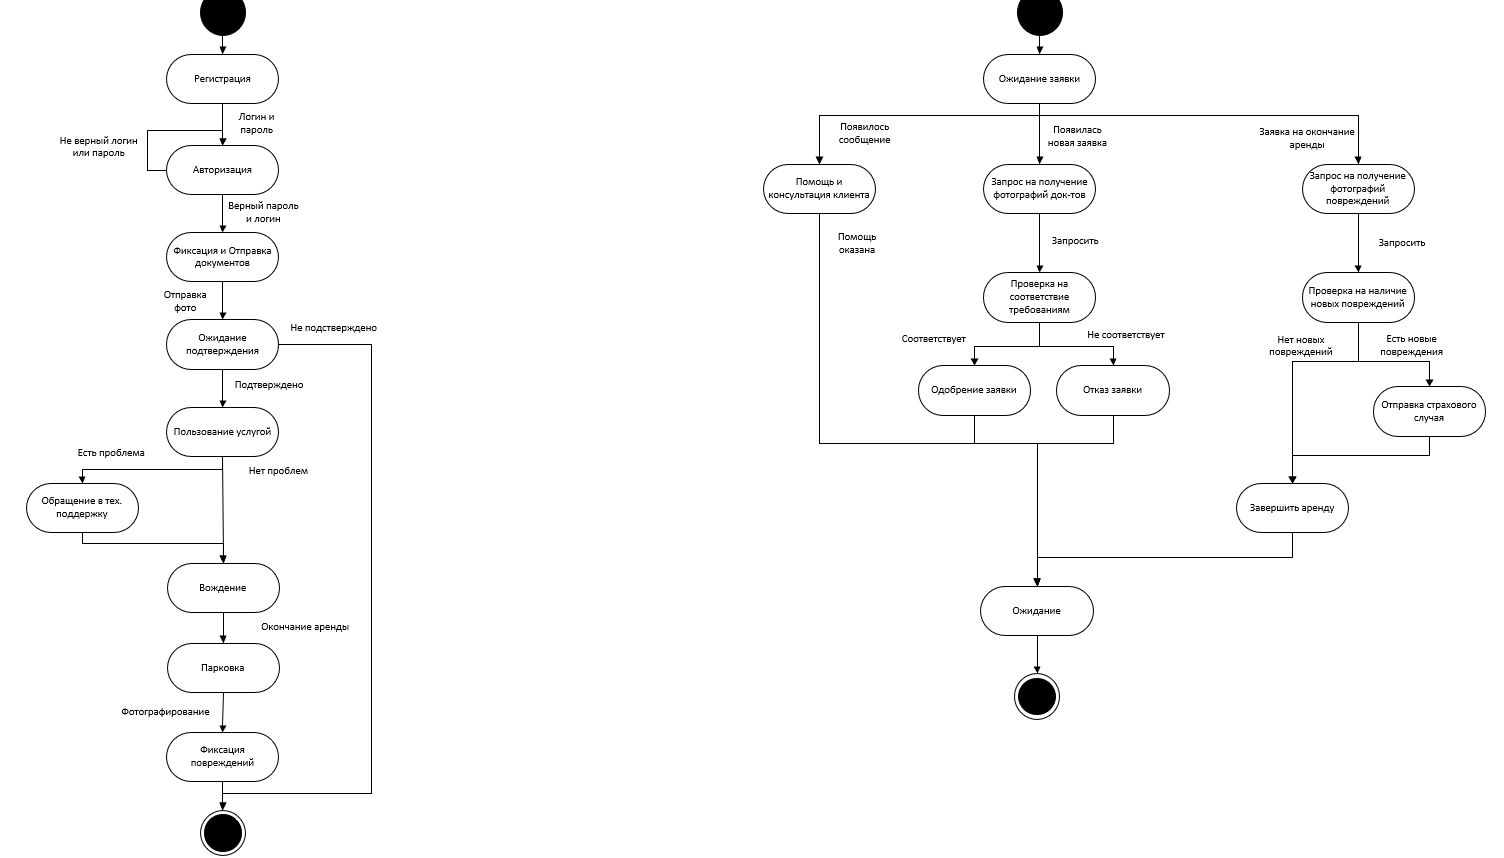 Регистрация
Логин и
пароль
Не верный логин
или пароль
Авторизация
Верный пароль
и логин
Фиксация и Отправка
документов
Отправка
фото
Ожидание
подтверждения
Не подстверждено
Подтверждено
Пользование услугой
Есть проблема
Нет проблем
Обращение в тех.
поддержку
Вождение
Окончание аренды
Парковка
Фотографирование
Фиксация
повреждений
Ожидание заявки
Появилось
сообщение
Появилась
новая заявка
Заявка на окончание
аренды
Помощь и
консультация клиента
Запрос на получение
фотографий док-тов
Запрос на получение
фотографий
повреждений
Помощь
оказана
Запросить
Запросить
Проверка на
соответствие
требованиям
Проверка на наличие
новых повреждений
Соответствует
Не соответствует
Нет новых
повреждений
Есть новые
повреждения
Одобрение заявки
Отказ заявки
Отправка страхового
случая
Завершить аренду
Ожидание